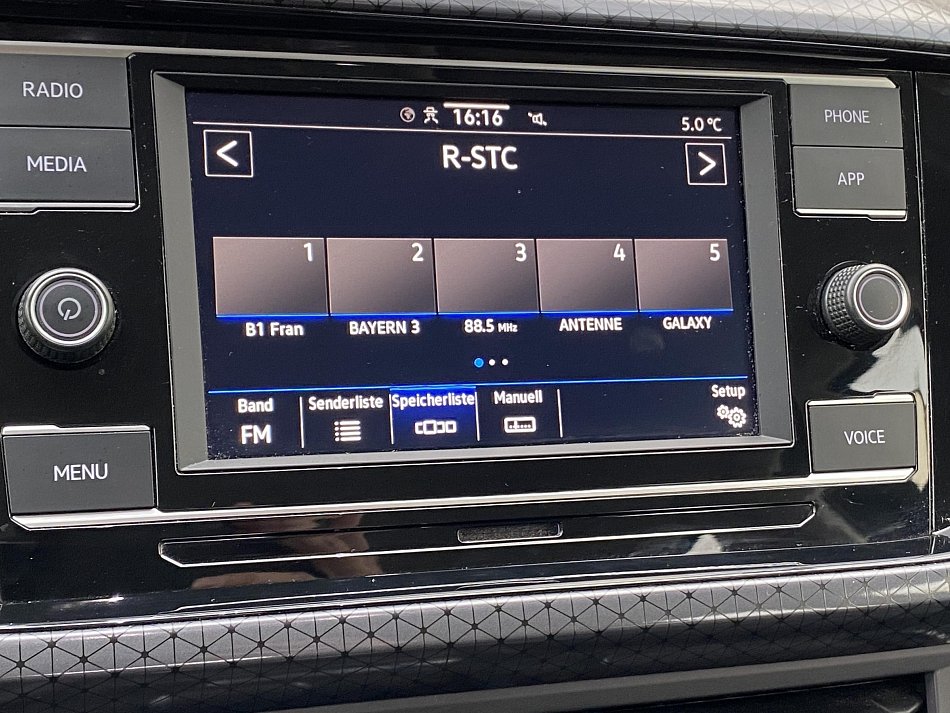 RADIO
MEDIA
MENU
16:16
5.0 °C
<
R-STC
>
1 2 3 4 5
B1 Fran BAYERN 3 88.5 MHz ANTENNE GALAXY
Band Senderliste Speicherliste Manuell Setup
FM
PHONE
APP
VOICE